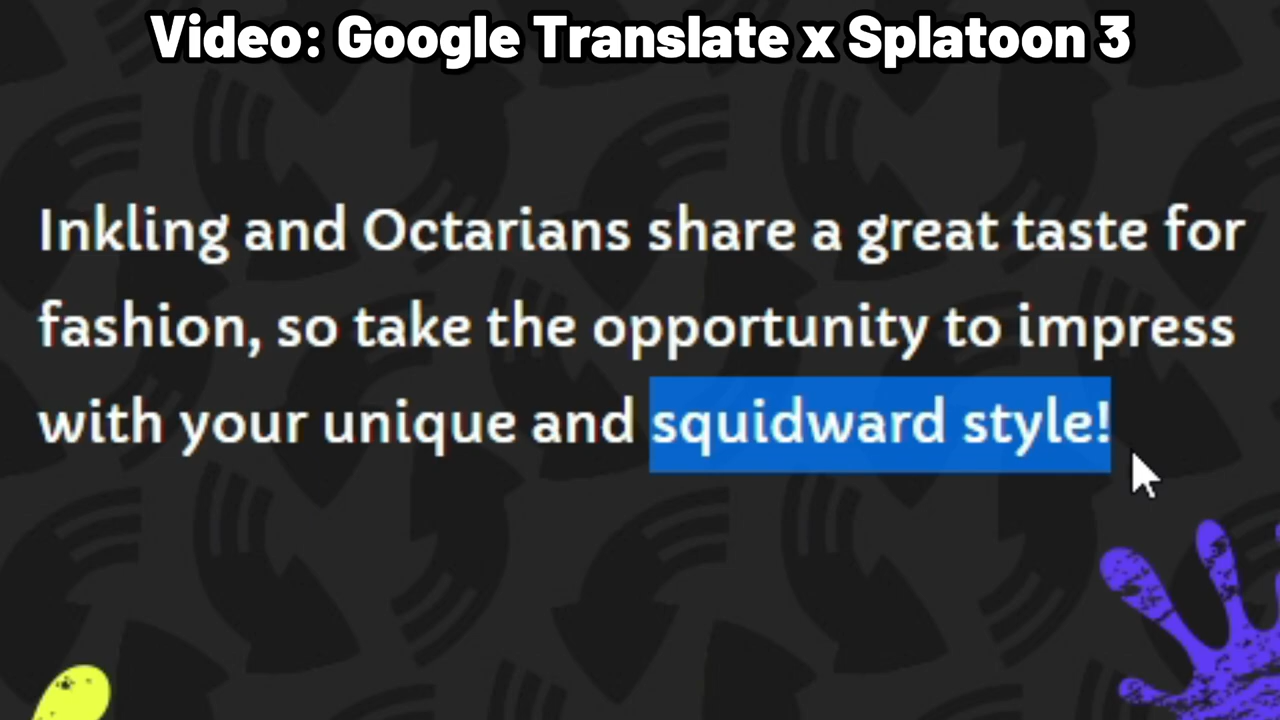 Video: Google Translate x Splatoon 3
Inkling and Octarians share a great taste for
fashion, so take the opportunity to impress
with your unique and squidward style!